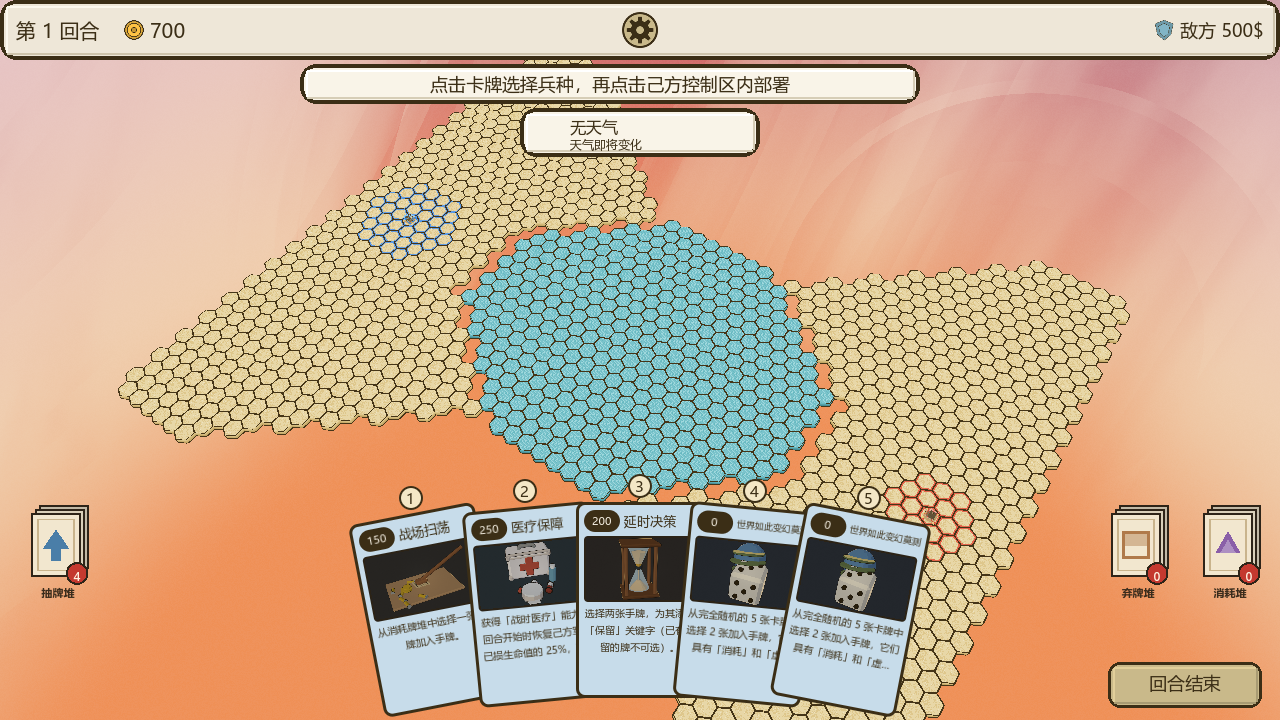 第 1 回合
700
敌方 500$
点击卡牌选择兵种，再点击己方控制区内部署
无天气
天气即将变化
1
150 战场扫荡
从消耗牌堆中选择一张
牌加入手牌。
2
250 医疗保障
获得「战时医疗」能
回合开始时恢复己方
已损生命值的 25%，
3
200 延时决策
选择两张手牌，为其
「保留」关键字（已有
留的牌不可选）。
4
0 世界如此变幻莫
从完全随机的 5 张卡
选择 2 张加入手牌，
具有「消耗」和「虚
5
0 世界如此变幻莫测
从完全随机的 5 张卡牌中
选择 2 张加入手牌，它们
具有「消耗」和「虚...
4
抽牌堆
0
弃牌堆
0
消耗堆
回合结束